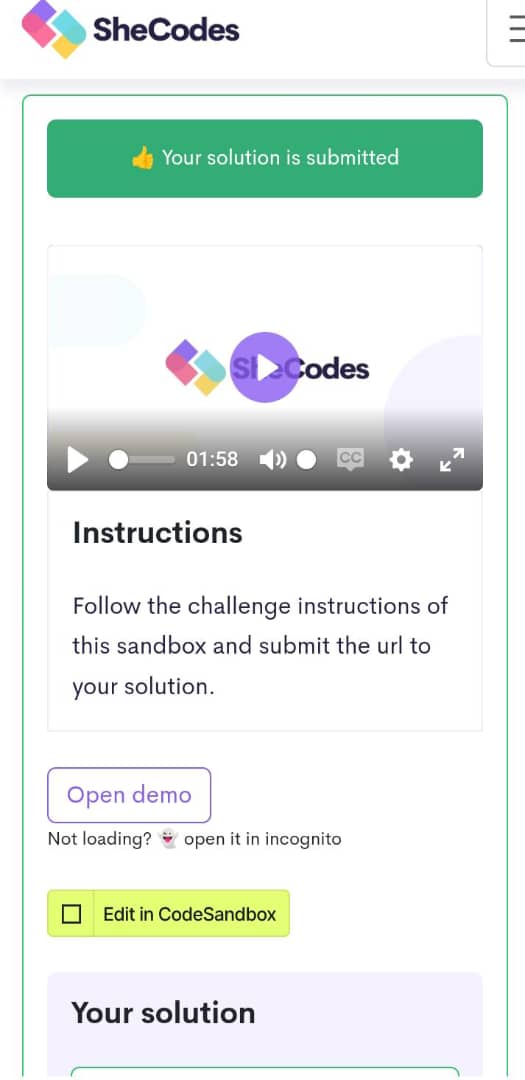 SheCodes
👍 Your solution is submitted
SheCodes
01:58
CC
Instructions
Follow the challenge instructions of
this sandbox and submit the url to
your solution.
Open demo
Not loading? 👻 open it in incognito
Edit in CodeSandbox
Your solution